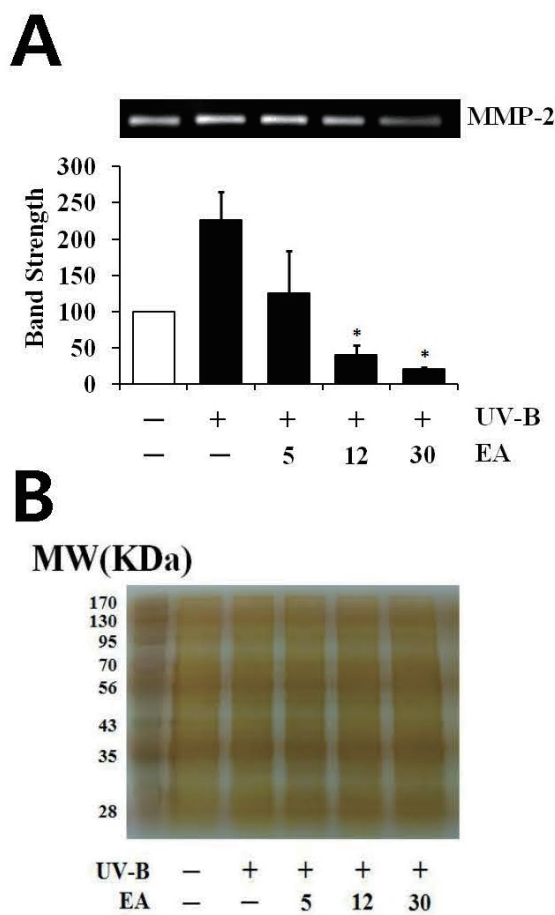 A
MMP-2
Band Strength
300
250
200
150
100
50
0
*
*
– + + + + UV-B
– – 5 12 30 EA
B
MW(KDa)
170
130
95
70
56
43
35
28
UV-B – + + + +
EA – – 5 12 30